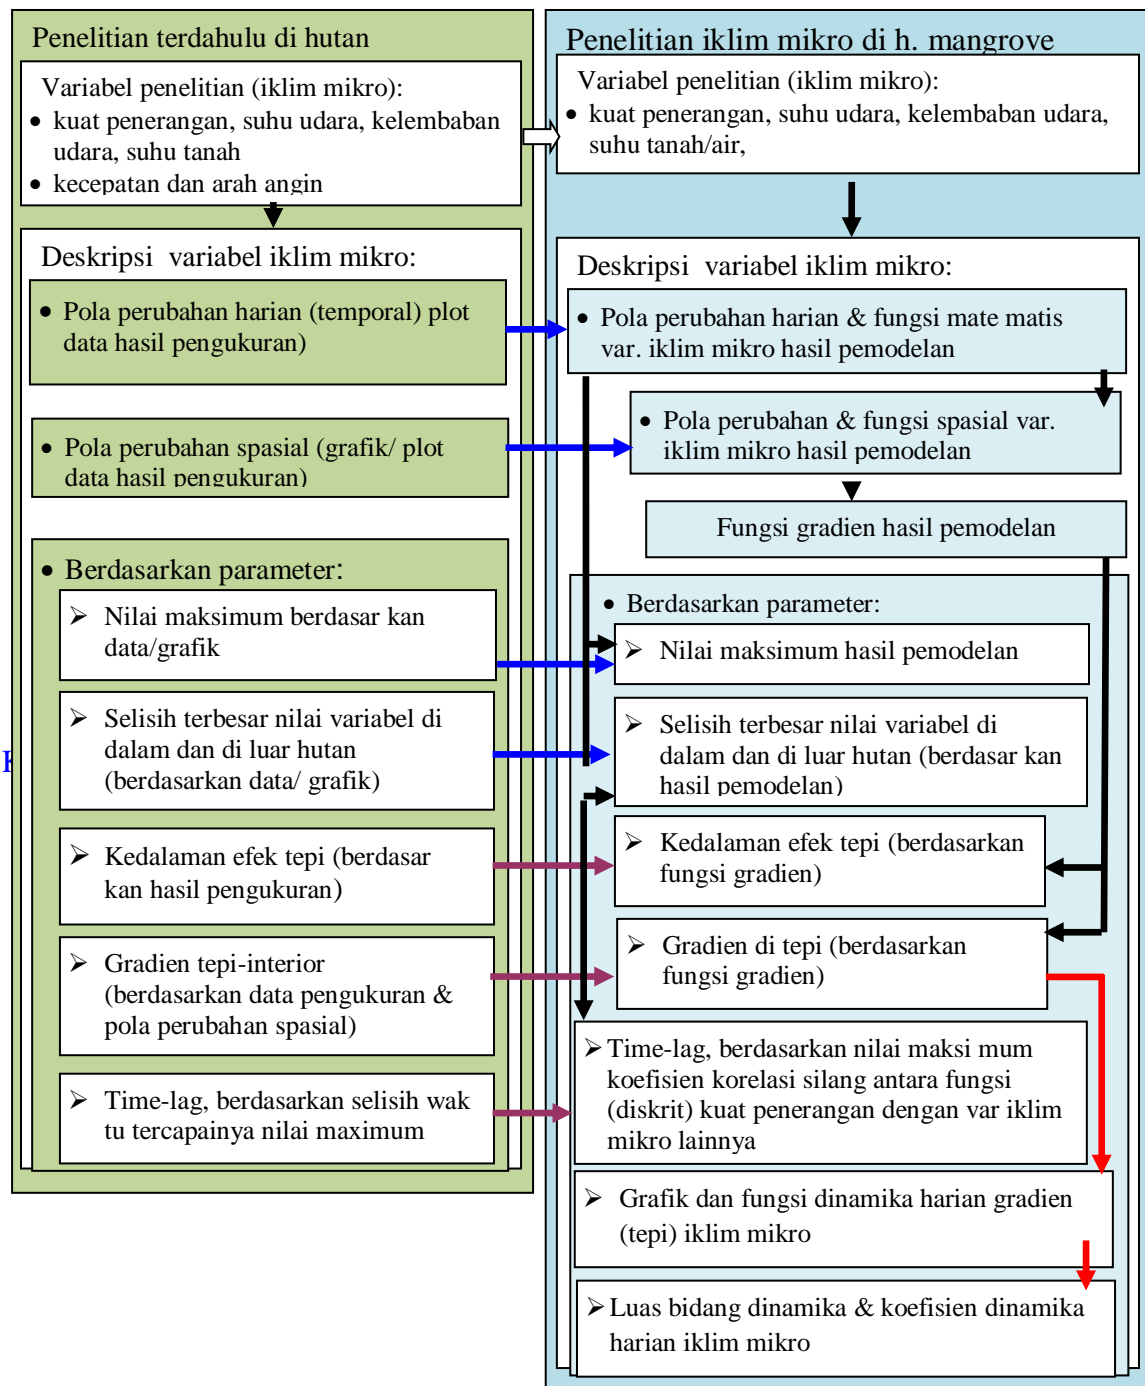 Penelitian terdahulu di hutan
Variabel penelitian (iklim mikro):
• kuat penerangan, suhu udara, kelembaban
udara, suhu tanah
• kecepatan dan arah angin
Deskripsi variabel iklim mikro:
• Pola perubahan harian (temporal) plot
data hasil pengukuran)
• Pola perubahan spasial (grafik/ plot
data hasil pengukuran)
• Berdasarkan parameter:
➢ Nilai maksimum berdasar kan
data/grafik
➢ Selisih terbesar nilai variabel di
dalam dan di luar hutan
(berdasarkan data/ grafik)
➢ Kedalaman efek tepi (berdasar
kan hasil pengukuran)
➢ Gradien tepi-interior
(berdasarkan data pengukuran &
pola perubahan spasial)
➢ Time-lag, berdasarkan selisih wak
tu tercapainya nilai maximum
Penelitian iklim mikro di h. mangrove
Variabel penelitian (iklim mikro):
• kuat penerangan, suhu udara, kelembaban udara,
suhu tanah/air,
Deskripsi variabel iklim mikro:
• Pola perubahan harian & fungsi mate matis
var. iklim mikro hasil pemodelan
• Pola perubahan & fungsi spasial var.
iklim mikro hasil pemodelan
Fungsi gradien hasil pemodelan
• Berdasarkan parameter:
➢ Nilai maksimum hasil pemodelan
➢ Selisih terbesar nilai variabel di
dalam dan di luar hutan (berdasar kan
hasil pemodelan)
➢ Kedalaman efek tepi (berdasarkan
fungsi gradien)
➢ Gradien di tepi (berdasarkan
fungsi gradien)
➢ Time-lag, berdasarkan nilai maksi mum
koefisien korelasi silang antara fungsi
(diskrit) kuat penerangan dengan var iklim
mikro lainnya
➢ Grafik dan fungsi dinamika harian gradien
(tepi) iklim mikro
➢ Luas bidang dinamika & koefisien dinamika
harian iklim mikro